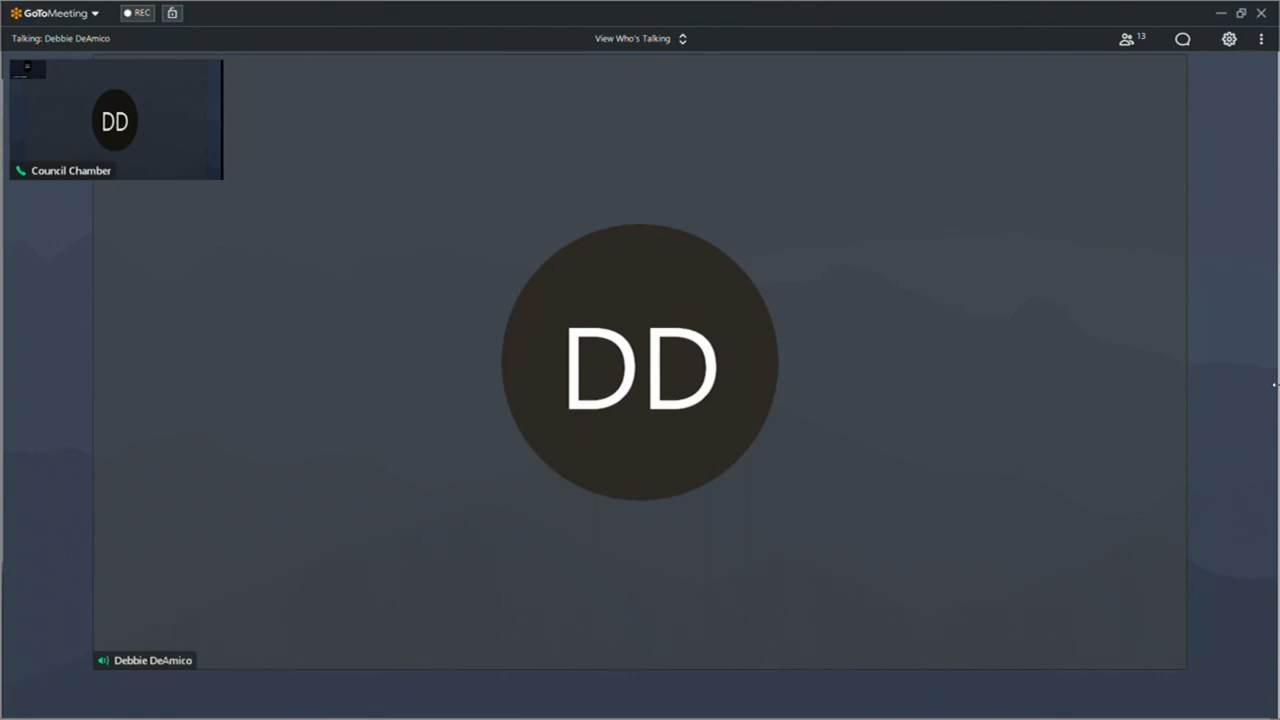 GoToMeeting
REC
Talking: Debbie DeAmico
View Who's Talking
13
DD
Council Chamber
DD
Debbie DeAmico